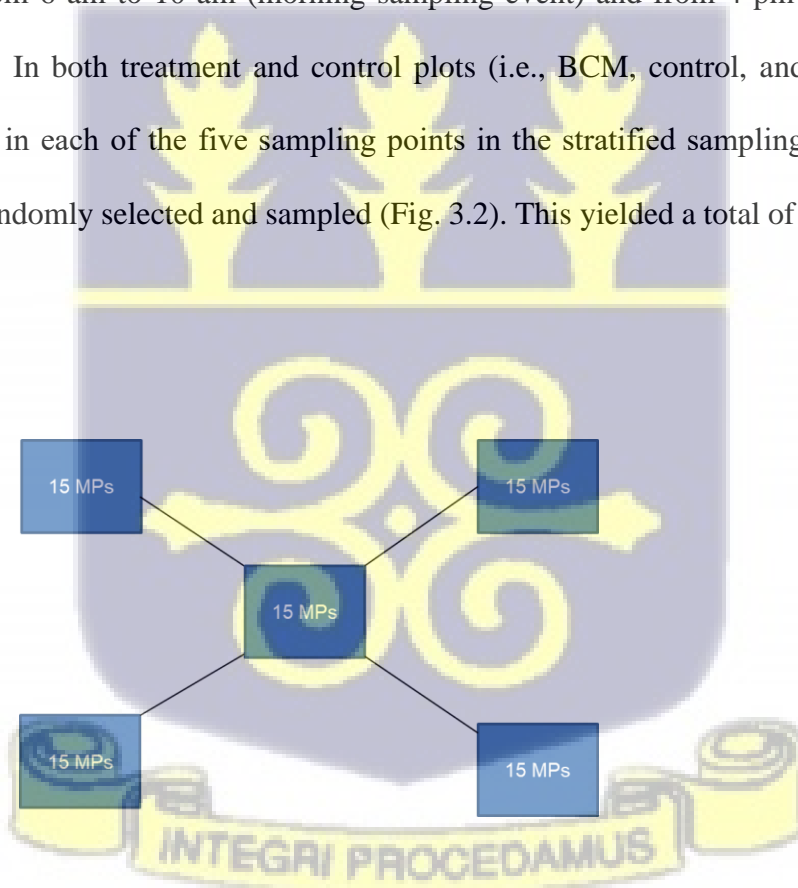 6 am to 10 am (morning sampling event) and from 4 pm
In both treatment and control plots (i.e., BCM, control, and
in each of the five sampling points in the stratified sampling
randomly selected and sampled (Fig. 3.2). This yielded a total of
15 MPs
15 MPs
15 MPs
15 MPs
15 MPs
INTEGRI PROCEDAMUS